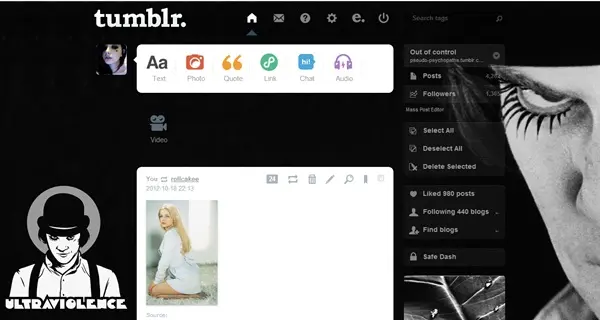 tumblr.
Search tags
Aa
Text
Photo
Quote
Link
hi!
Chat
Audio
Video
Out of control
pseudo-psychopaths.tumblr.c...
Posts
Followers
Mass Post Editor
Select All
Deselect All
Delete Selected
You rollcakee
24
2012-10-18 22:13
Liked 980 posts
Following 440 blogs
Find blogs
Safe Dash
ULTRAVIOLENCE
Source: